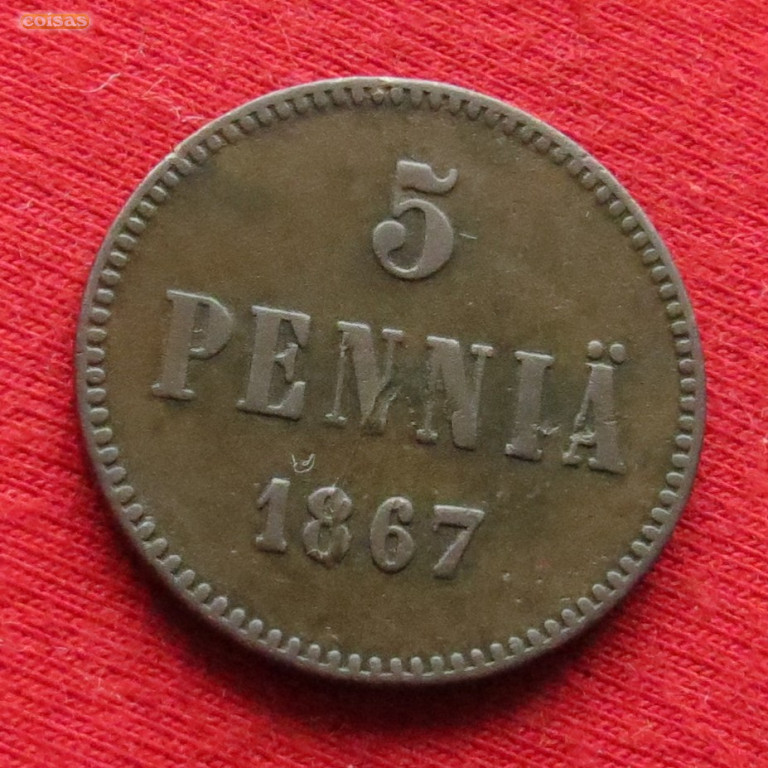 coisas
5
PENNIÄ
1867